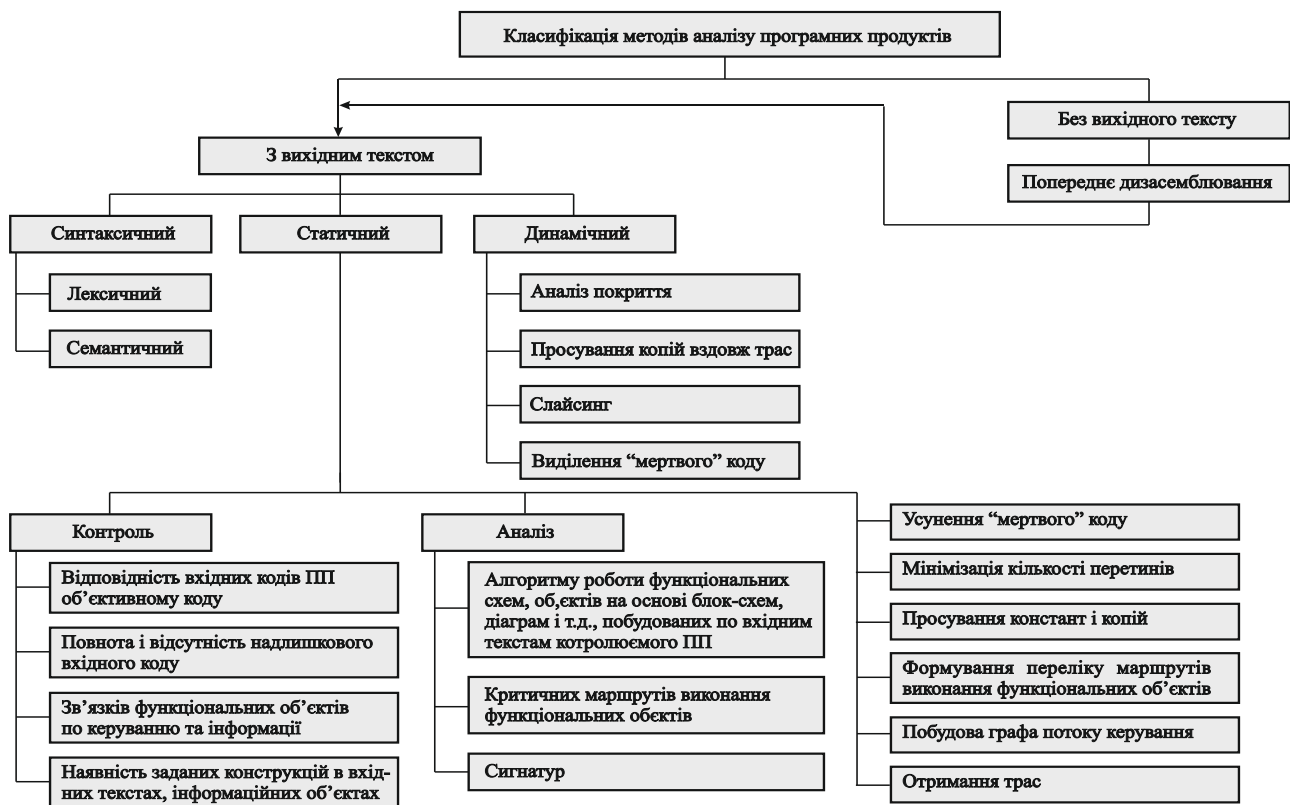 Класифікація методів аналізу програмних продуктів
Без вихідного тексту
З вихідним текстом
Попереднє дизасемблювання
Синтаксичний
Статичний
Динамічний
Лексичний
Семантичний
Аналіз покриття
Просування копій вздовж трас
Слайсинг
Виділення “мертвого” коду
Контроль
Відповідність вхідних кодів ПП
об’єктивному коду
Повнота і відсутність надлишкового
вхідного коду
Зв’язків функціональних об’єктів
по керуванню та інформації
Наявність заданих конструкцій в вхід-
них текстах, інформаційних об’єктах
Аналіз
Алгоритму роботи функціональних
схем, об,єктів на основі блок-схем,
діаграм і т.д., побудованих по вхідним
текстам котролюємого ПП
Критичних маршрутів виконання
функціональних обєктів
Сигнатур
Усунення “мертвого” коду
Мінімізація кількості перетинів
Просування констант і копій
Формування переліку маршрутів
виконання функціональних об’єктів
Побудова графа потоку керування
Отримання трас